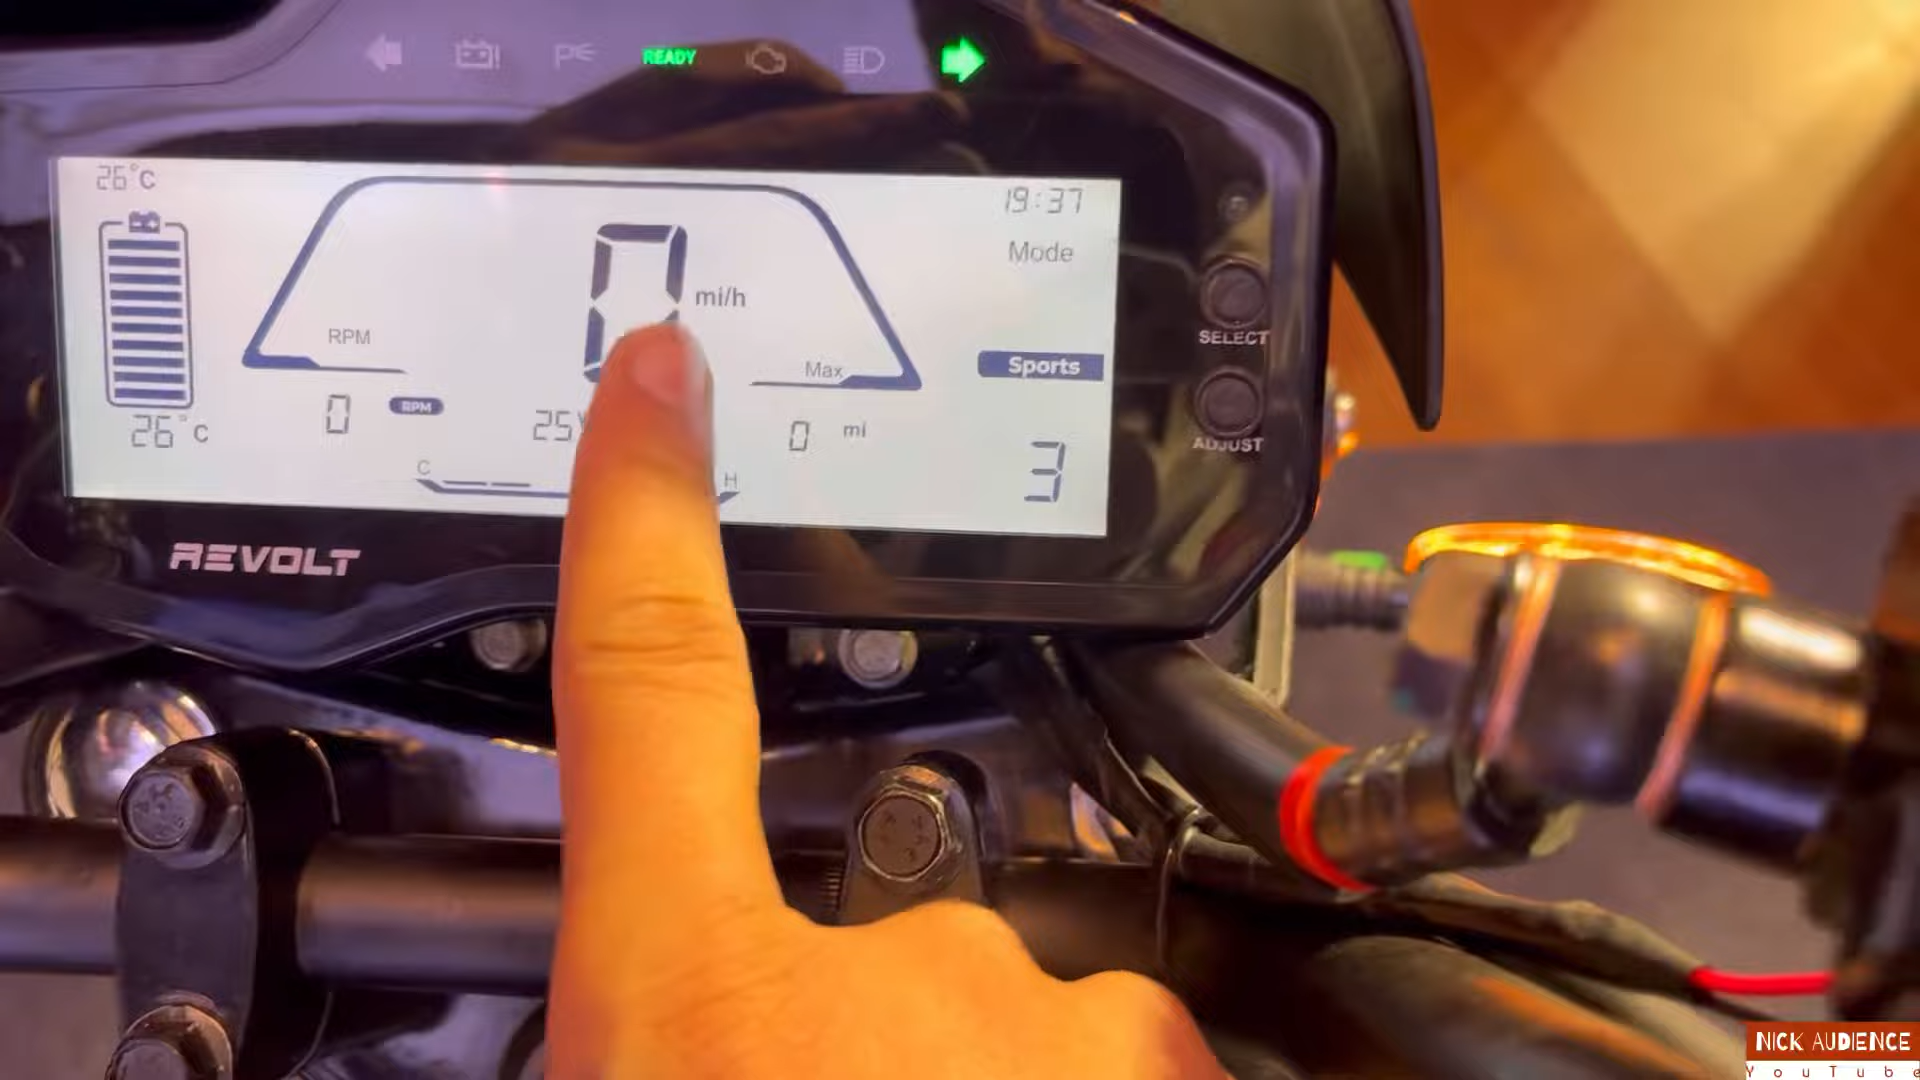 READY
26°C
19:37
Mode
0 mi/h
RPM
Max
Sports
SELECT
ADJUST
26°C
0 RPM
25
0 mi
3
C
H
REVOLT
NICK AUDIENCE
YouTube